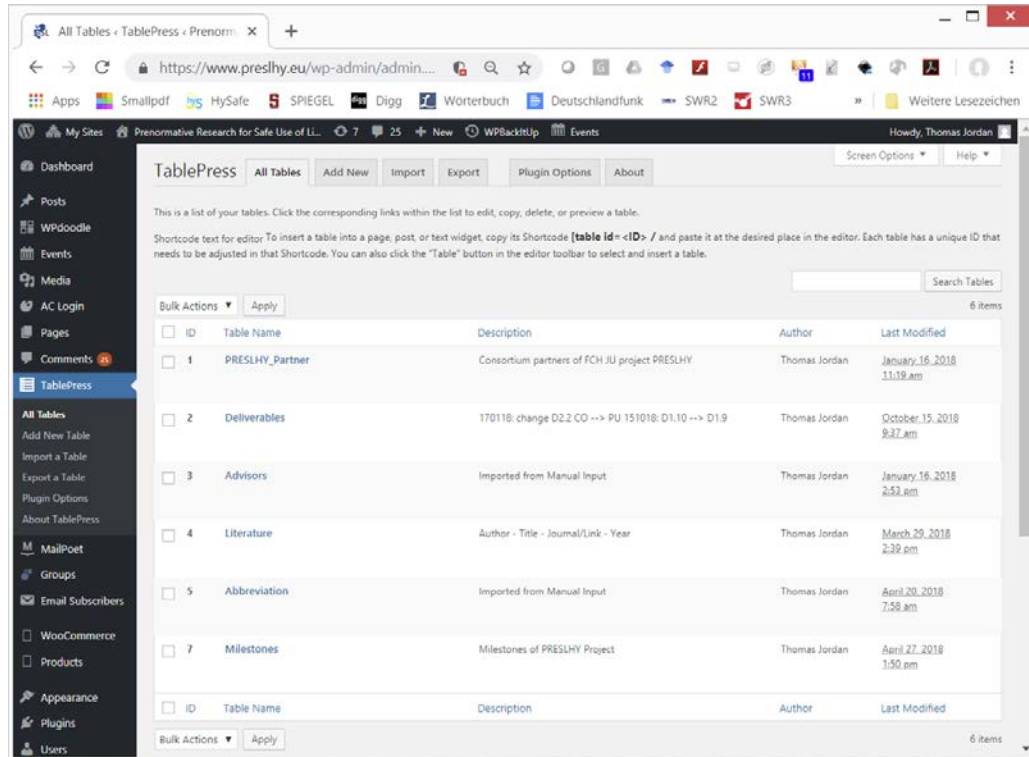 All Tables ‹ TablePress ‹ Prenorm
https://www.preslhy.eu/wp-admin/admin....
11
Apps Smallpdf hys HySafe S SPIEGEL digg Digg Wörterbuch Deutschlandfunk SWR2 SWR3 » Weitere Lesezeichen
My Sites Prenormative Research for Safe Use of Li... 7 25 + New WPBackItUp Events Howdy, Thomas Jordan
Screen Options ▼ Help ▼
Dashboard
Posts
WPdoodle
Events
Media
AC Login
Pages
Comments 25
TablePress
All Tables
Add New Table
Import a Table
Export a Table
Plugin Options
About TablePress
MailPoet
Groups
Email Subscribers
WooCommerce
Products
Appearance
Plugins
Users
TablePress All Tables Add New Import Export Plugin Options About
This is a list of your tables. Click the corresponding links within the list to edit, copy, delete, or preview a table.
Shortcode text for editor To insert a table into a page, post, or text widget, copy its Shortcode [table id=<ID> / and paste it at the desired place in the editor. Each table has a unique ID that
needs to be adjusted in that Shortcode. You can also click the "Table" button in the editor toolbar to select and insert a table.
Search Tables
Bulk Actions ▼ Apply 6 items
ID Table Name Description Author Last Modified
1 PRESLHY_Partner Consortium partners of FCH JU project PRESLHY Thomas Jordan January 16, 2018
11:19 am
2 Deliverables 170118: change D2.2 CO --> PU 151018: D1.10 --> D1.9 Thomas Jordan October 15, 2018
9:37 am
3 Advisors Imported from Manual Input Thomas Jordan January 16, 2018
2:53 pm
4 Literature Author - Title - Journal/Link - Year Thomas Jordan March 29, 2018
2:39 pm
5 Abbreviation Imported from Manual Input Thomas Jordan April 20, 2018
7:58 am
7 Milestones Milestones of PRESLHY Project Thomas Jordan April 27, 2018
1:50 pm
ID Table Name Description Author Last Modified
Bulk Actions ▼ Apply 6 items